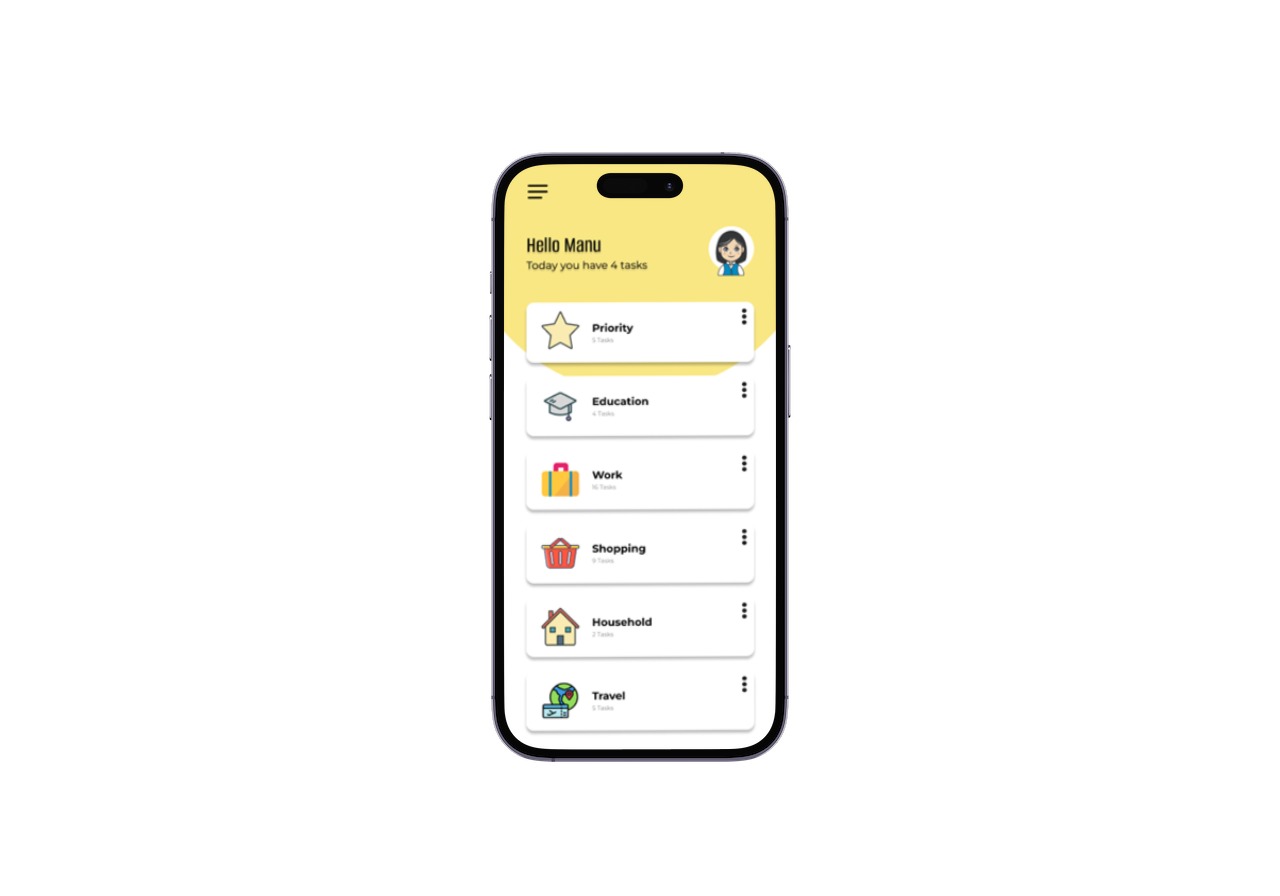 Hello Manu
Today you have 4 tasks
Priority
5 Tasks
Education
4 Tasks
Work
16 Tasks
Shopping
9 Tasks
Household
2 Tasks
Travel
5 Tasks